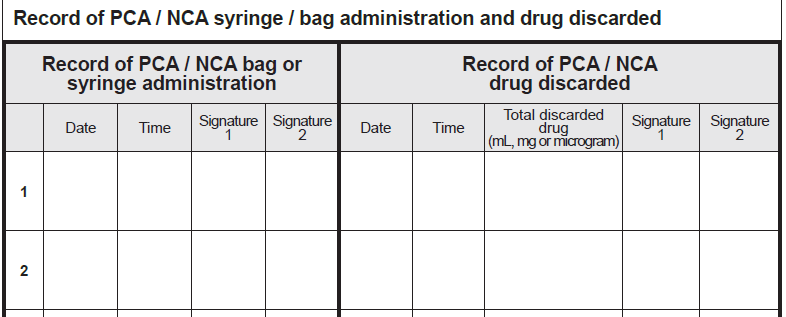 Record of PCA / NCA syringe / bag administration and drug discarded
Record of PCA / NCA bag or
syringe administration
Record of PCA / NCA
drug discarded
Date
Time
Signature
1
Signature
2
Date
Time
Total discarded
drug
(mL, mg or microgram)
Signature
1
Signature
2
1
2